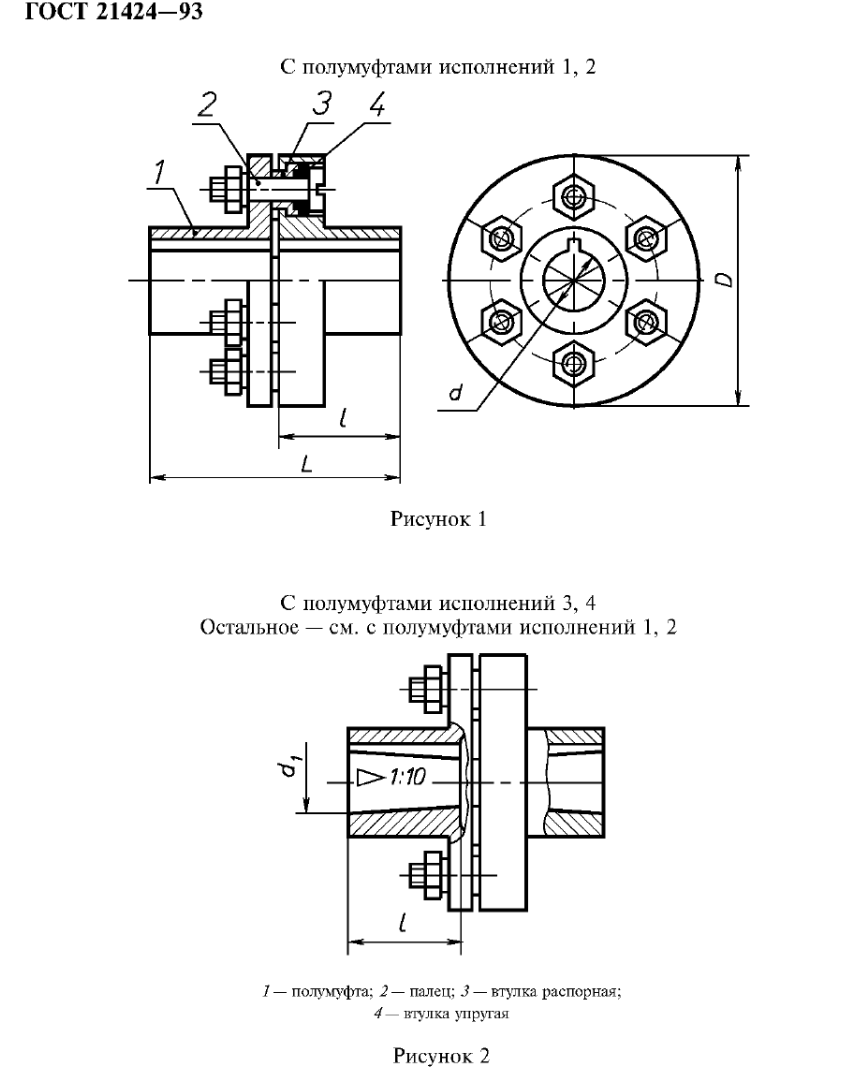 ГОСТ 21424—93
С полумуфтами исполнений 1, 2
1
2
3
4
d
D
l
L
Рисунок 1
С полумуфтами исполнений 3, 4
Остальное — см. с полумуфтами исполнений 1, 2
d₁
1:10
l
1 — полумуфта; 2 — палец; 3 — втулка распорная;
4 — втулка упругая
Рисунок 2